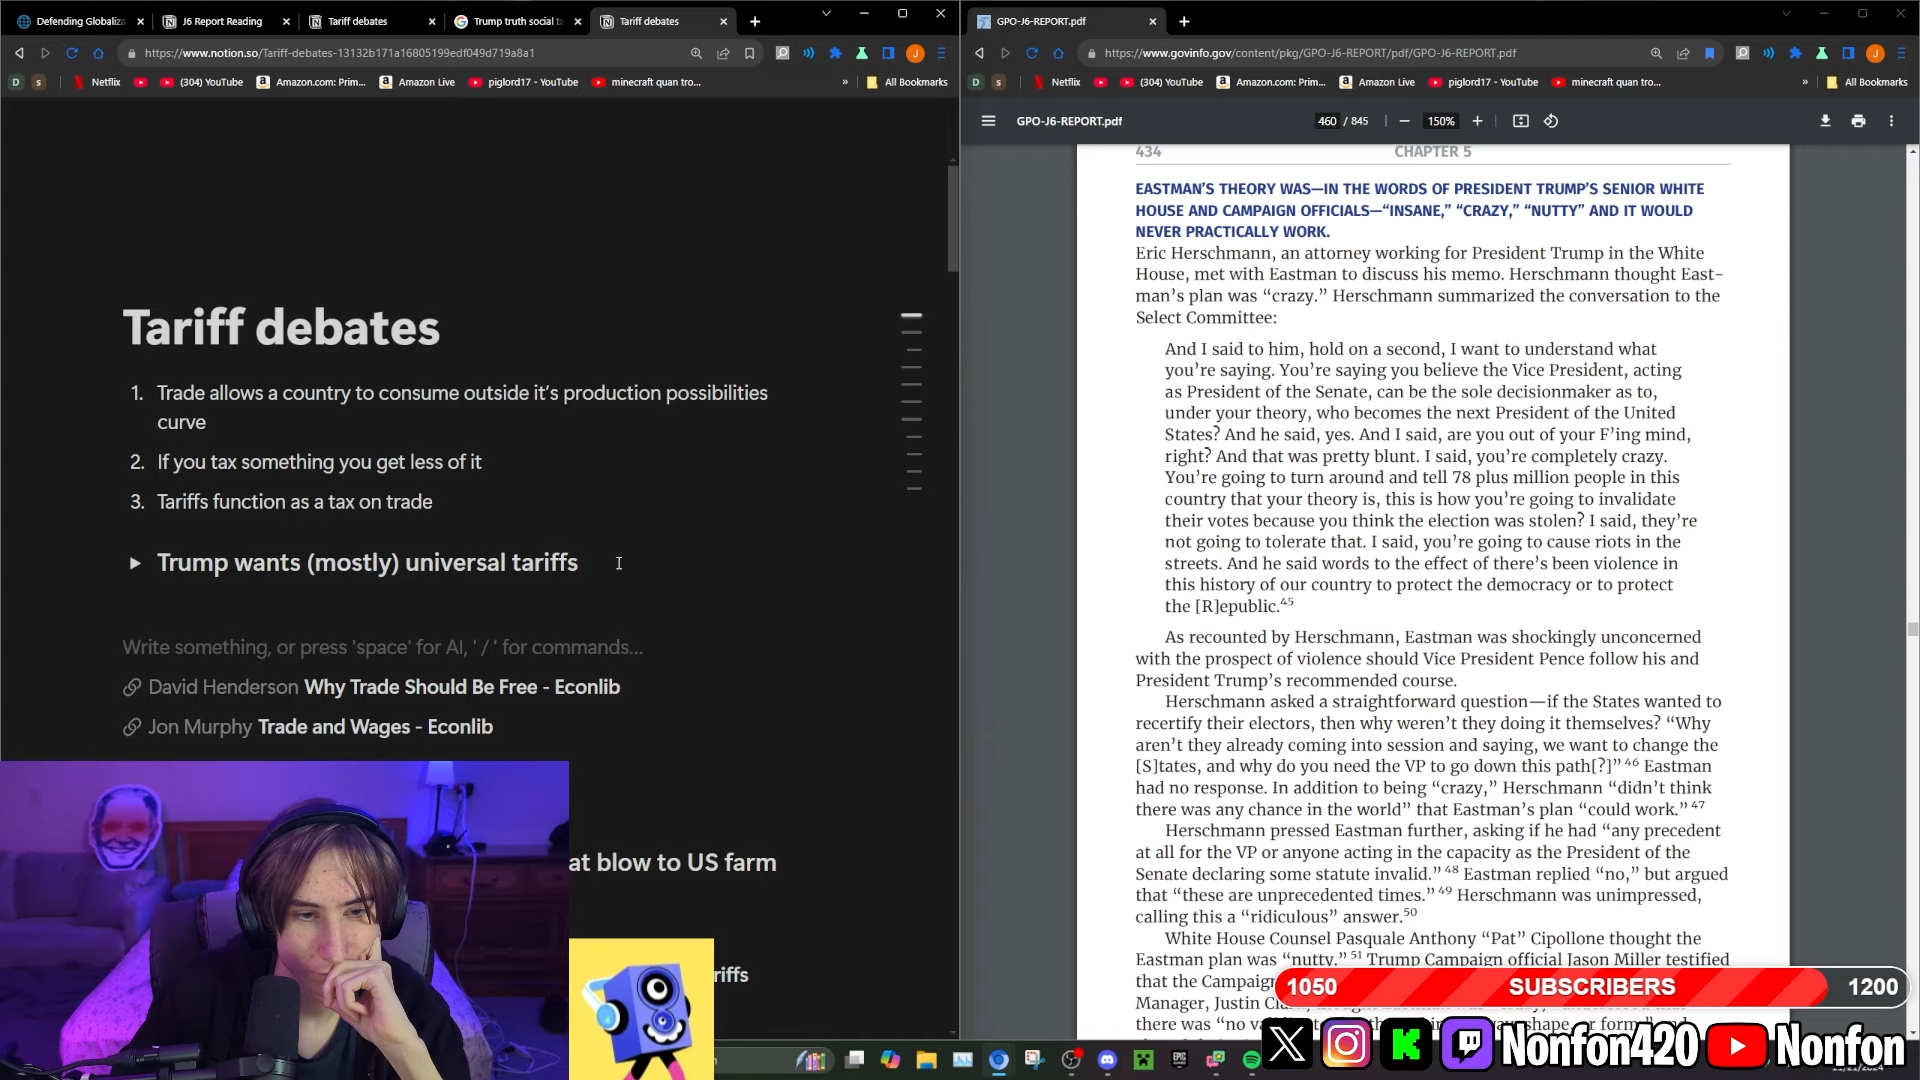 Defending Globaliza
J6 Report Reading
Tariff debates
Trump truth social ta
Tariff debates
https://www.notion.so/Tariff-debates-13132b171a16805199edf049d719a8a1
Netflix
(304) YouTube
Amazon.com: Prim...
Amazon Live
piglord17 - YouTube
minecraft quan tro...
All Bookmarks
Tariff debates
1. Trade allows a country to consume outside it's production possibilities
curve
2. If you tax something you get less of it
3. Tariffs function as a tax on trade
Trump wants (mostly) universal tariffs
Write something, or press 'space' for AI, '/' for commands...
David Henderson Why Trade Should Be Free - Econlib
Jon Murphy Trade and Wages - Econlib
at blow to US farm
riffs
GPO-J6-REPORT.pdf
https://www.govinfo.gov/content/pkg/GPO-J6-REPORT/pdf/GPO-J6-REPORT.pdf
Netflix
(304) YouTube
Amazon.com: Prim...
Amazon Live
piglord17 - YouTube
minecraft quan tro...
All Bookmarks
GPO-J6-REPORT.pdf
460 / 845
150%
434 CHAPTER 5
EASTMAN'S THEORY WAS—IN THE WORDS OF PRESIDENT TRUMP'S SENIOR WHITE
HOUSE AND CAMPAIGN OFFICIALS—"INSANE," "CRAZY," "NUTTY" AND IT WOULD
NEVER PRACTICALLY WORK.
Eric Herschmann, an attorney working for President Trump in the White
House, met with Eastman to discuss his memo. Herschmann thought East-
man's plan was "crazy." Herschmann summarized the conversation to the
Select Committee:
And I said to him, hold on a second, I want to understand what
you're saying. You're saying you believe the Vice President, acting
as President of the Senate, can be the sole decisionmaker as to,
under your theory, who becomes the next President of the United
States? And he said, yes. And I said, are you out of your F'ing mind,
right? And that was pretty blunt. I said, you're completely crazy.
You're going to turn around and tell 78 plus million people in this
country that your theory is, this is how you're going to invalidate
their votes because you think the election was stolen? I said, they're
not going to tolerate that. I said, you're going to cause riots in the
streets. And he said words to the effect of there's been violence in
this history of our country to protect the democracy or to protect
the [R]epublic.45
As recounted by Herschmann, Eastman was shockingly unconcerned
with the prospect of violence should Vice President Pence follow his and
President Trump's recommended course.
Herschmann asked a straightforward question—if the States wanted to
recertify their electors, then why weren't they doing it themselves? "Why
aren't they already coming into session and saying, we want to change the
[S]tates, and why do you need the VP to go down this path[?]" 46 Eastman
had no response. In addition to being "crazy," Herschmann "didn't think
there was any chance in the world" that Eastman's plan "could work." 47
Herschmann pressed Eastman further, asking if he had "any precedent
at all for the VP or anyone acting in the capacity as the President of the
Senate declaring some statute invalid." 48 Eastman replied "no," but argued
that "these are unprecedented times." 49 Herschmann was unimpressed,
calling this a "ridiculous" answer.50
White House Counsel Pasquale Anthony "Pat" Cipollone thought the
Eastman plan was "nutty." 51 Trump Campaign official Jason Miller testified
that the Campaign
Manager, Justin
there was "no
1050 SUBSCRIBERS 1200
Nonfon420
Nonfon